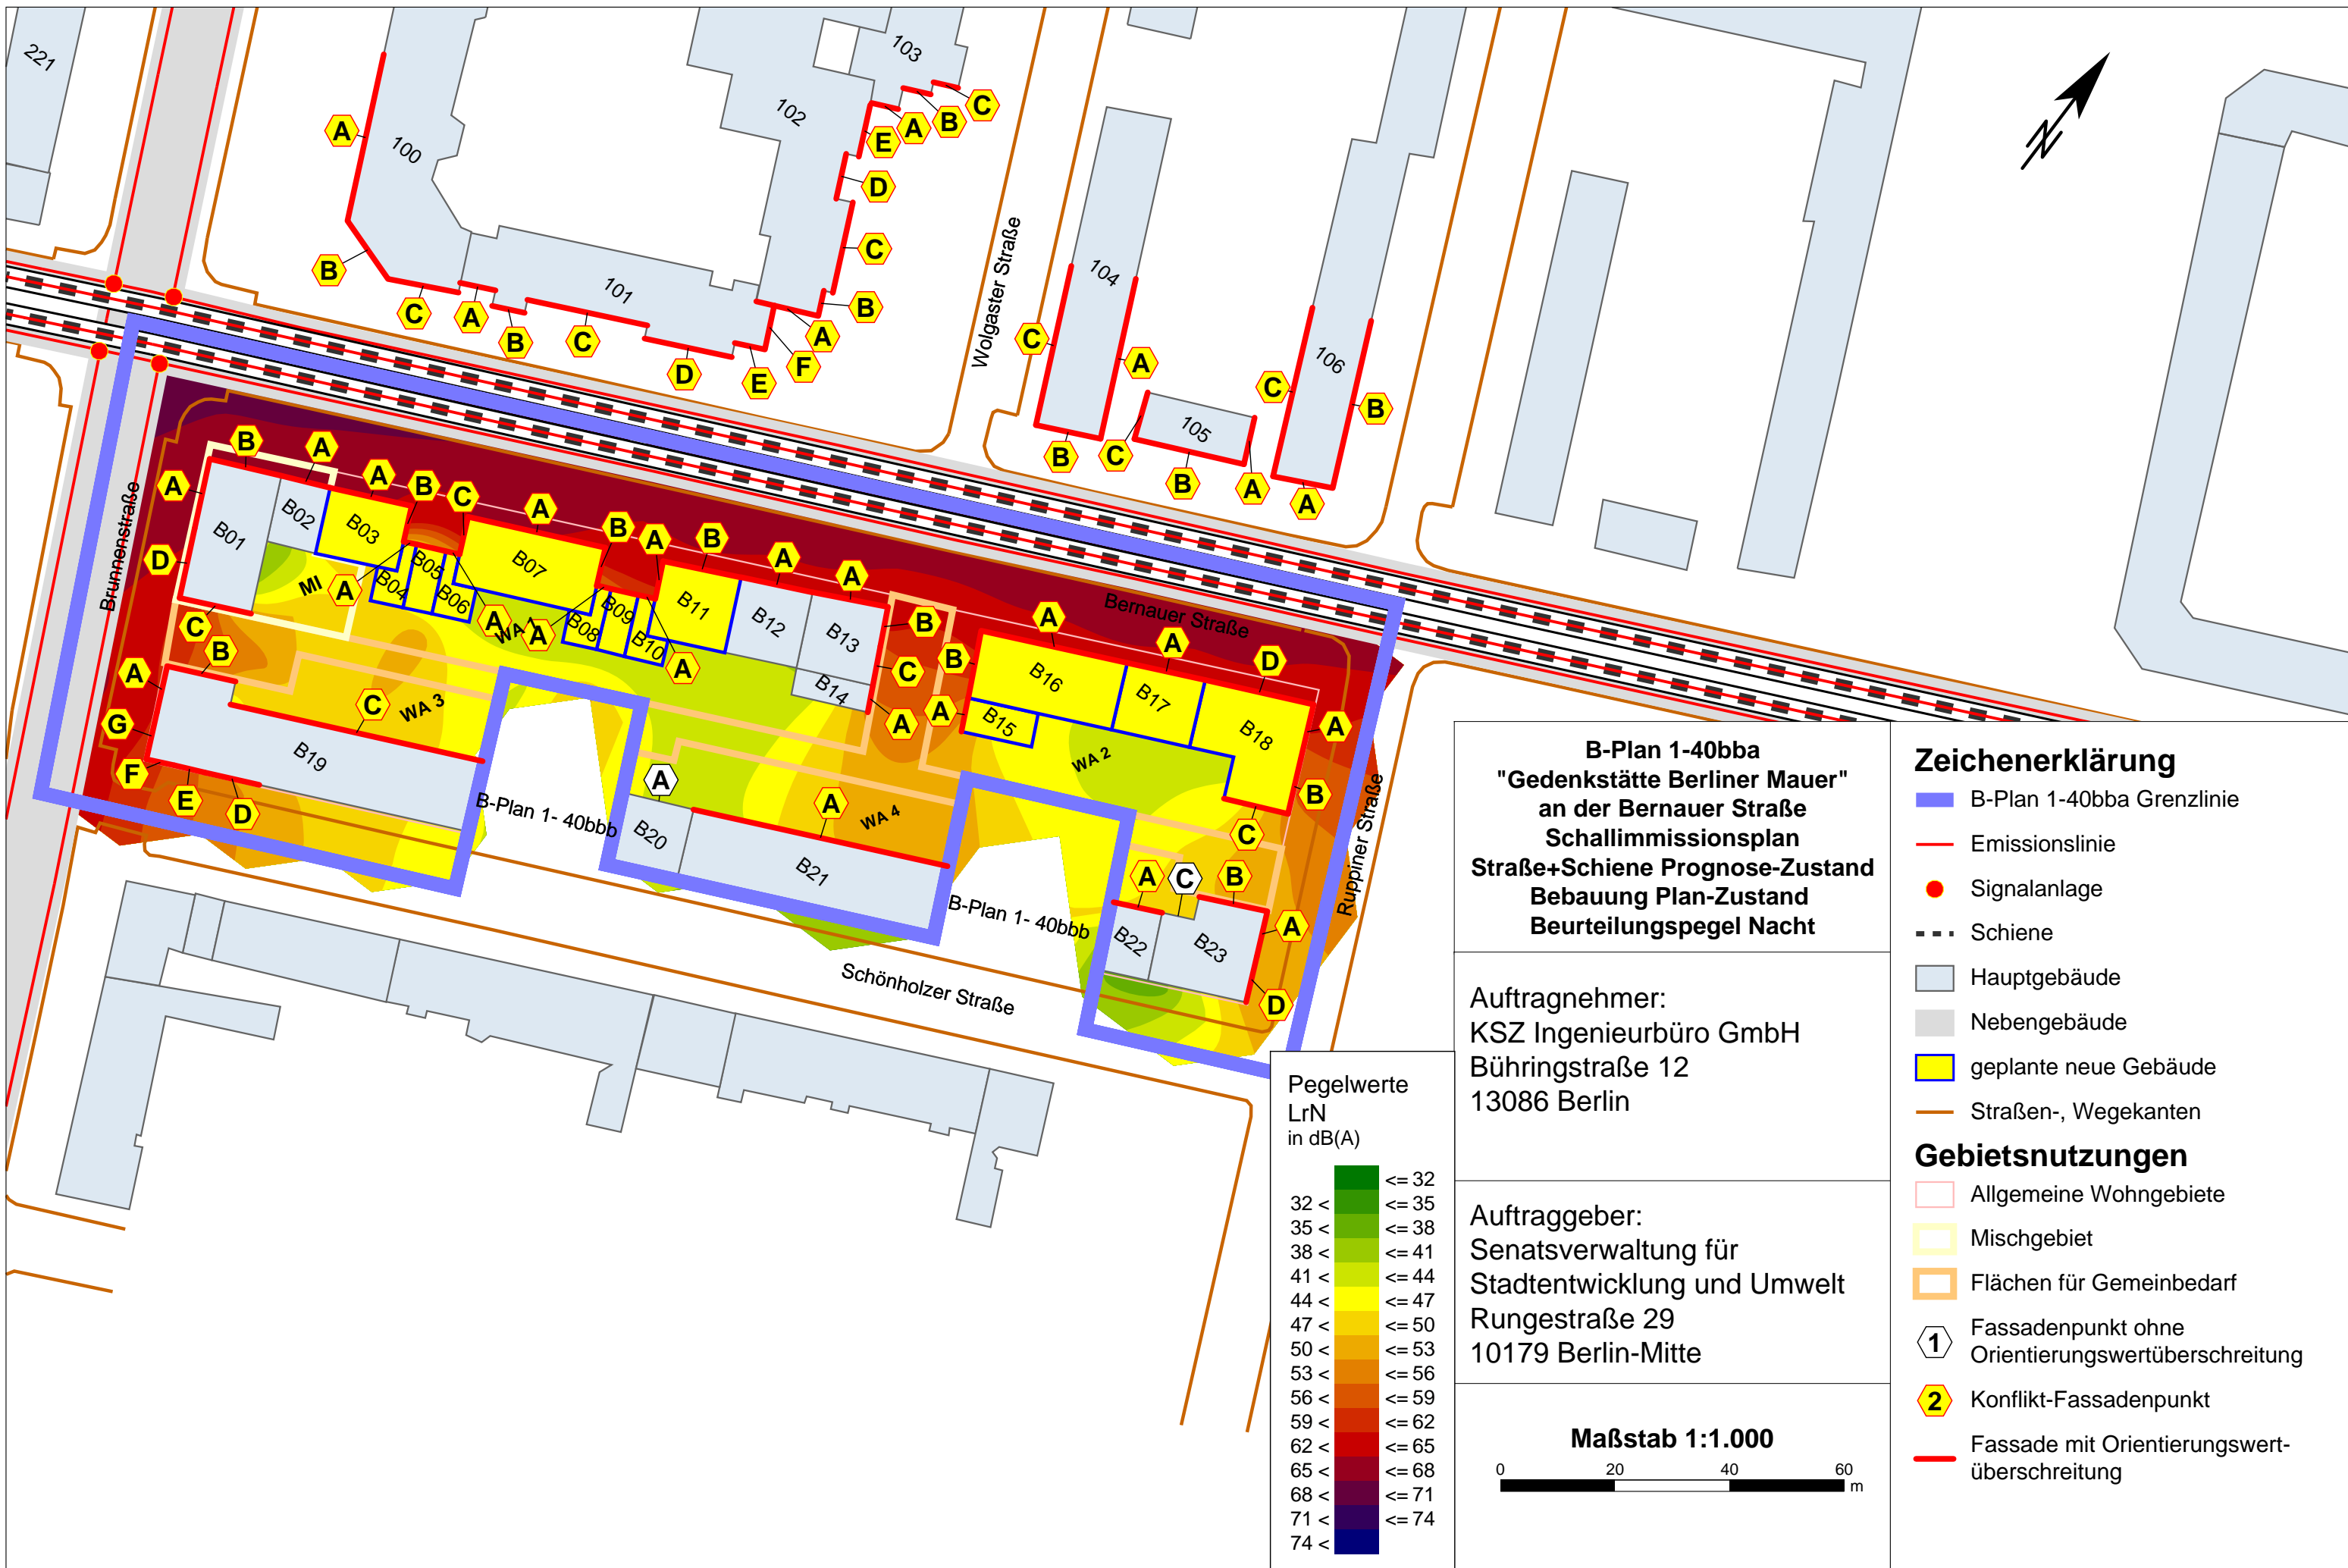 221
103
102
100
101
A
B
C
A
B
C
D
E
F
A
B
C
D
E
A
B
C
Wolgaster Straße
104
105
106
C
A
B
C
B
A
C
B
A
Brunnenstraße
Bernauer Straße
Ruppiner Straße
Schönholzer Straße
B
A
A
B
C
A
B
A
B
A
A
A
D
C
B
A
G
F
E
D
C
A
A
A
A
B
C
A
B
A
A
A
D
A
B
C
A
A
A
C
B
A
D
B01
B02
B03
B04
B05
B06
B07
B08
B09
B10
B11
B12
B13
B14
B15
B16
B17
B18
B19
B20
B21
B22
B23
MI
WA 1
WA 2
WA 3
WA 4
B-Plan 1- 40bbb
B-Plan 1- 40bbb
N
B-Plan 1-40bba
"Gedenkstätte Berliner Mauer"
an der Bernauer Straße
Schallimmissionsplan
Straße+Schiene Prognose-Zustand
Bebauung Plan-Zustand
Beurteilungspegel Nacht
Auftragnehmer:
KSZ Ingenieurbüro GmbH
Bühringstraße 12
13086 Berlin
Auftraggeber:
Senatsverwaltung für
Stadtentwicklung und Umwelt
Rungestraße 29
10179 Berlin-Mitte
Maßstab 1:1.000
0 20 40 60
m
Pegelwerte
LrN
in dB(A)
<= 32
32 < <= 35
35 < <= 38
38 < <= 41
41 < <= 44
44 < <= 47
47 < <= 50
50 < <= 53
53 < <= 56
56 < <= 59
59 < <= 62
62 < <= 65
65 < <= 68
68 < <= 71
71 < <= 74
74 <
Zeichenerklärung
B-Plan 1-40bba Grenzlinie
Emissionslinie
Signalanlage
Schiene
Hauptgebäude
Nebengebäude
geplante neue Gebäude
Straßen-, Wegekanten
Gebietsnutzungen
Allgemeine Wohngebiete
Mischgebiet
Flächen für Gemeinbedarf
1
Fassadenpunkt ohne
Orientierungswertüberschreitung
2
Konflikt-Fassadenpunkt
Fassade mit Orientierungswert-
überschreitung